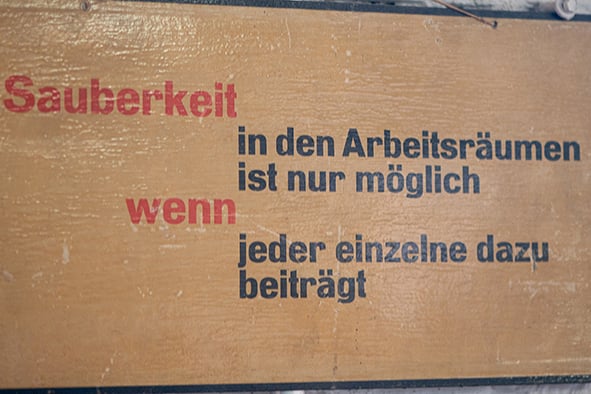 Sauberkeit
in den Arbeitsräumen
ist nur möglich
wenn
jeder einzelne dazu
beiträgt